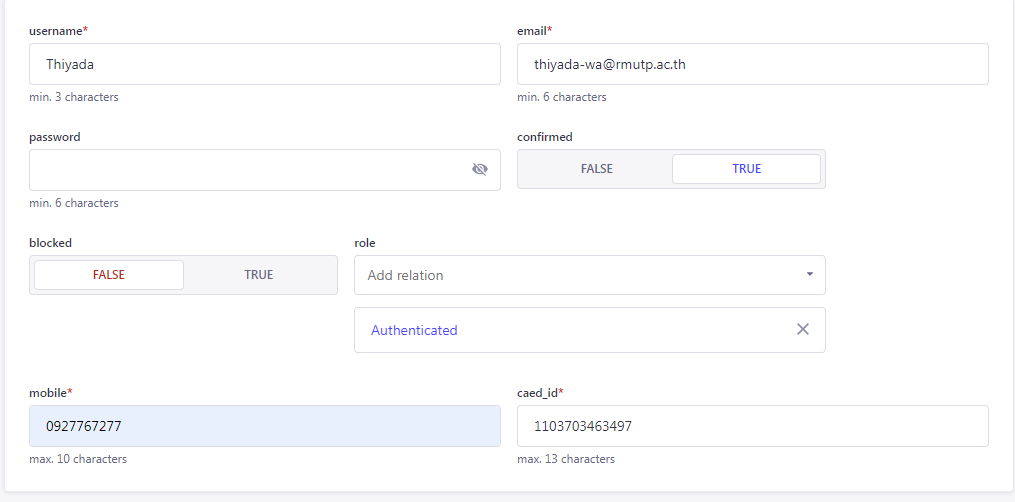 username* email*
Thiyada thiyada-wa@rmutp.ac.th
min. 3 characters min. 6 characters
password confirmed
FALSE TRUE
min. 6 characters
blocked role
FALSE TRUE Add relation
Authenticated
mobile* caed_id*
0927767277 1103703463497
max. 10 characters max. 13 characters